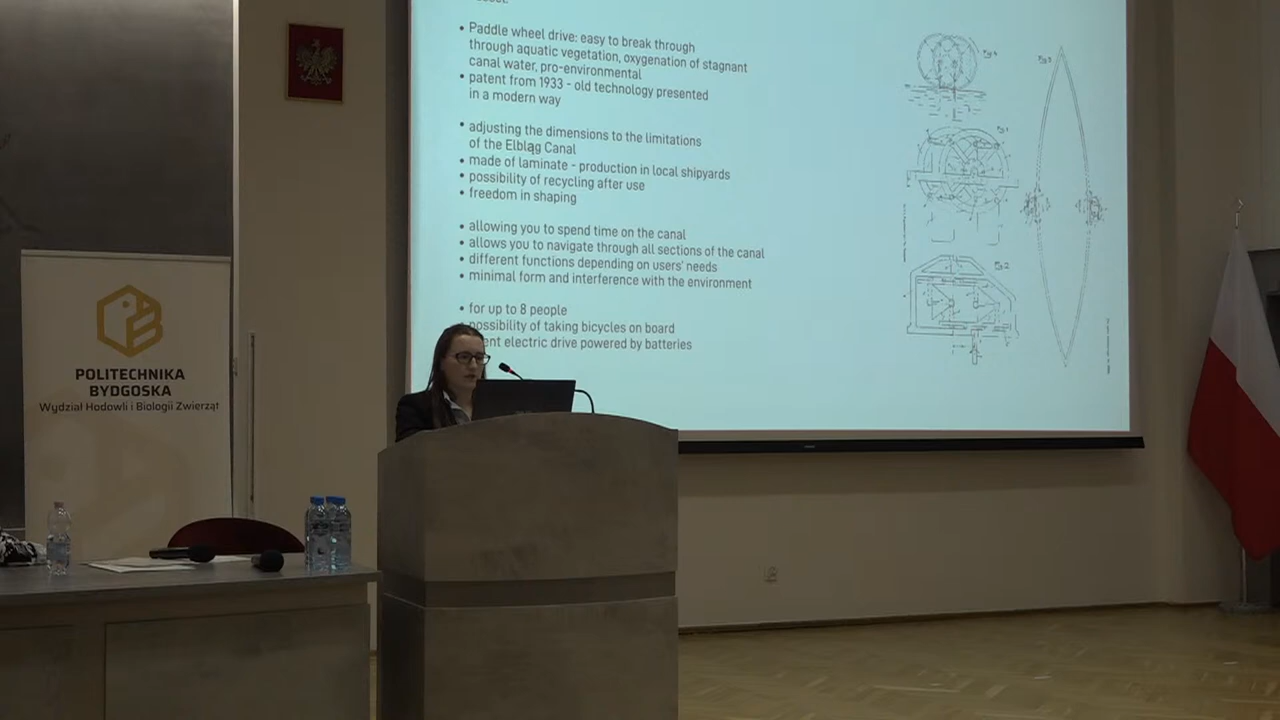 • Paddle wheel drive: easy to break through
through aquatic vegetation, oxygenation of stagnant
canal water, pro-environmental
• patent from 1933 - old technology presented
in a modern way
• adjusting the dimensions to the limitations
of the Elbląg Canal
• made of laminate - production in local shipyards
• possibility of recycling after use
• freedom in shaping
• allowing you to spend time on the canal
• allows you to navigate through all sections of the canal
• different functions depending on users' needs
• minimal form and interference with the environment
• for up to 8 people
possibility of taking bicycles on board
electric drive powered by batteries
POLITECHNIKA
BYDGOSKA
Wydział Hodowli i Biologii Zwierząt